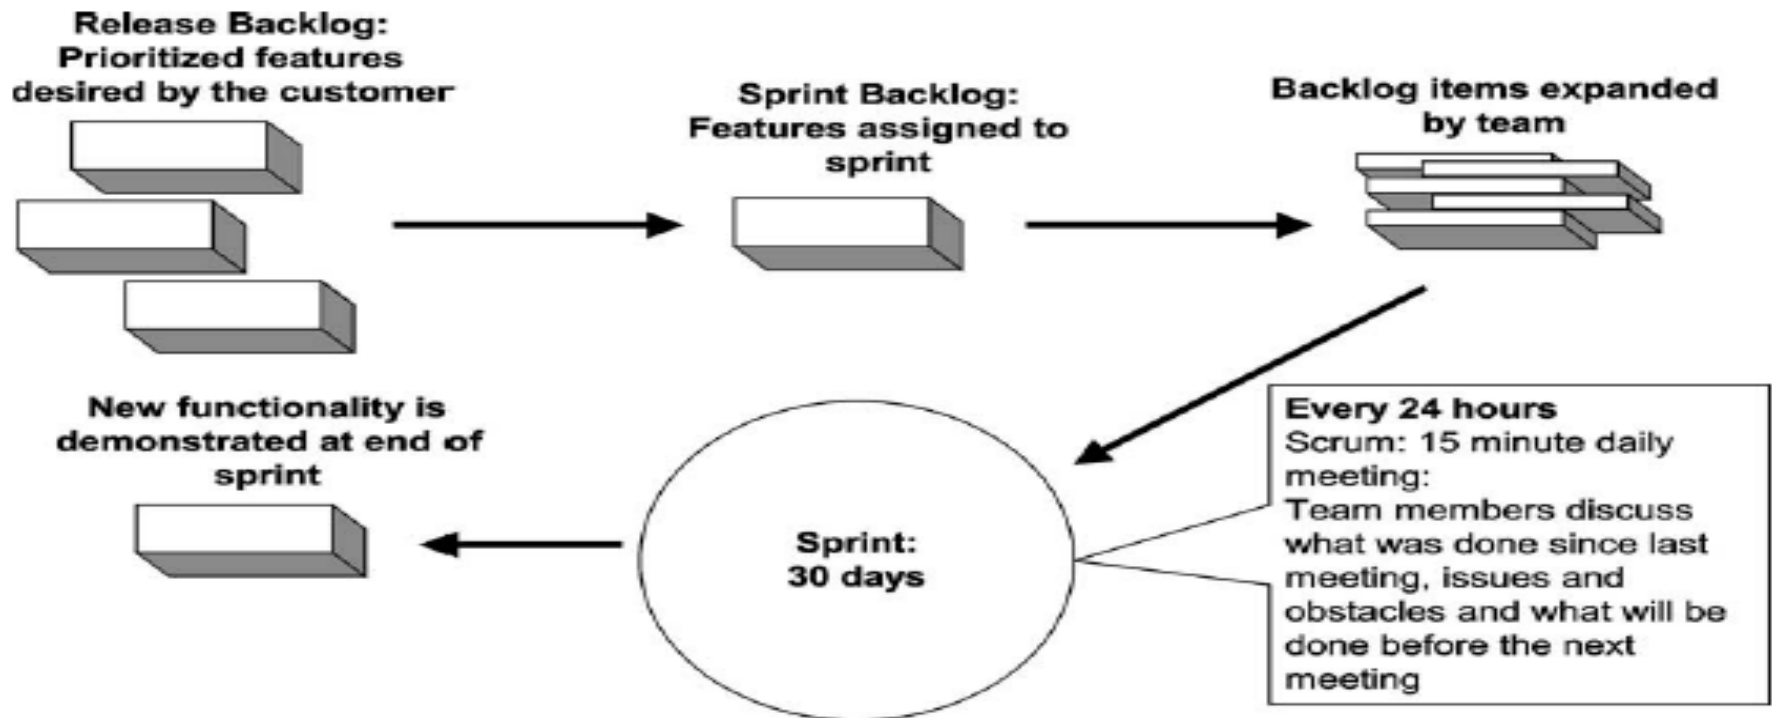 Release Backlog:
Prioritized features
desired by the customer
Sprint Backlog:
Features assigned to
sprint
Backlog items expanded
by team
New functionality is
demonstrated at end of
sprint
Sprint:
30 days
Every 24 hours
Scrum: 15 minute daily
meeting:
Team members discuss
what was done since last
meeting, issues and
obstacles and what will be
done before the next
meeting